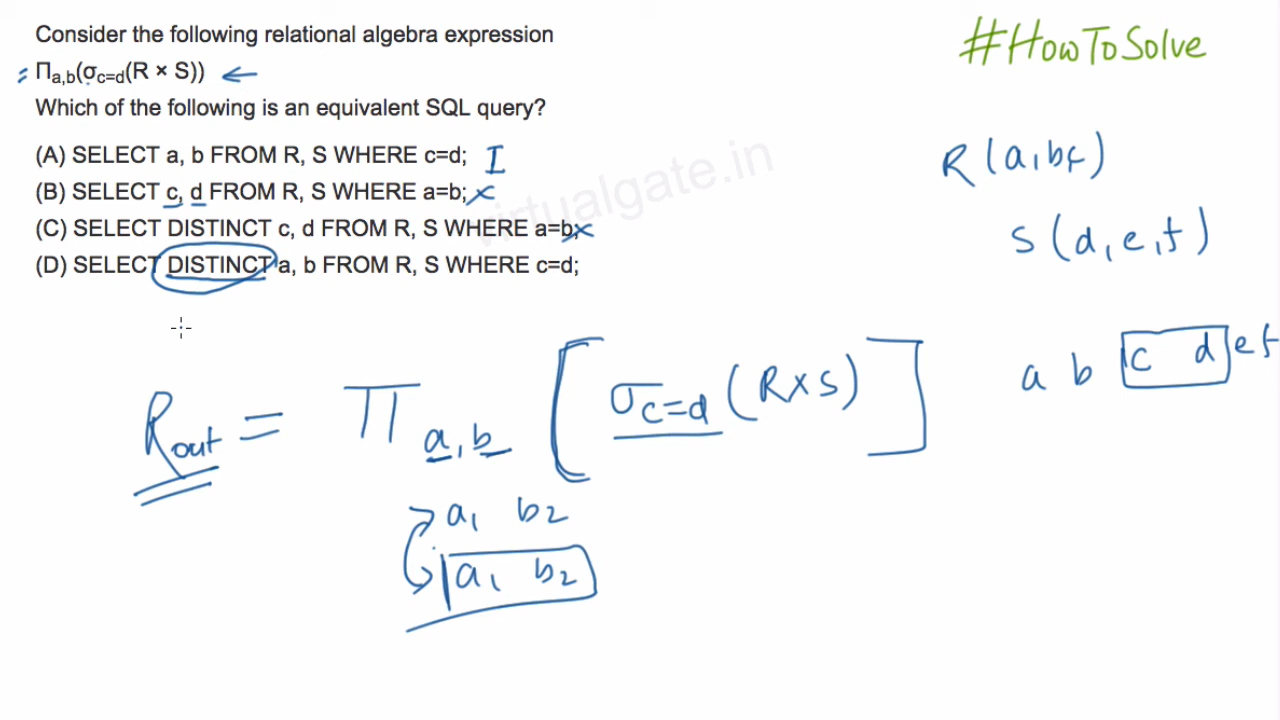 Consider the following relational algebra expression
#HowToSolve
Πa,b(σc=d(R × S))
Which of the following is an equivalent SQL query?
(A) SELECT a, b FROM R, S WHERE c=d; I
(B) SELECT c, d FROM R, S WHERE a=b; x
(C) SELECT DISTINCT c, d FROM R, S WHERE a=b; x
(D) SELECT DISTINCT a, b FROM R, S WHERE c=d;
virtualgate.in
R (a, b, )
S (d, e, f)
a b c d e f
Rout = Π a, b [ σc=d (R×S) ]
a1 b2
a1 b2